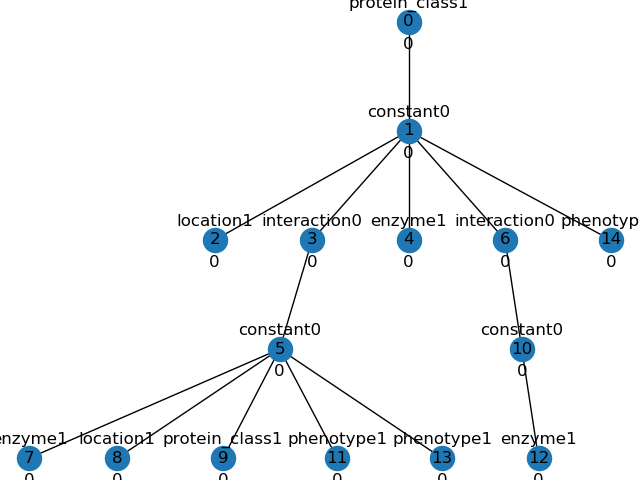 protein_class1
0
0
constant0
1
0
location1 interaction0 enzyme1 interaction0 phenotyp
2 3 4 6 14
0 0 0 0 0
constant0 constant0
5 10
0 0
enzyme1 location1 protein_class1 phenotype1 phenotype1 enzyme1
7 8 9 11 13 12
0 0 0 0 0 0